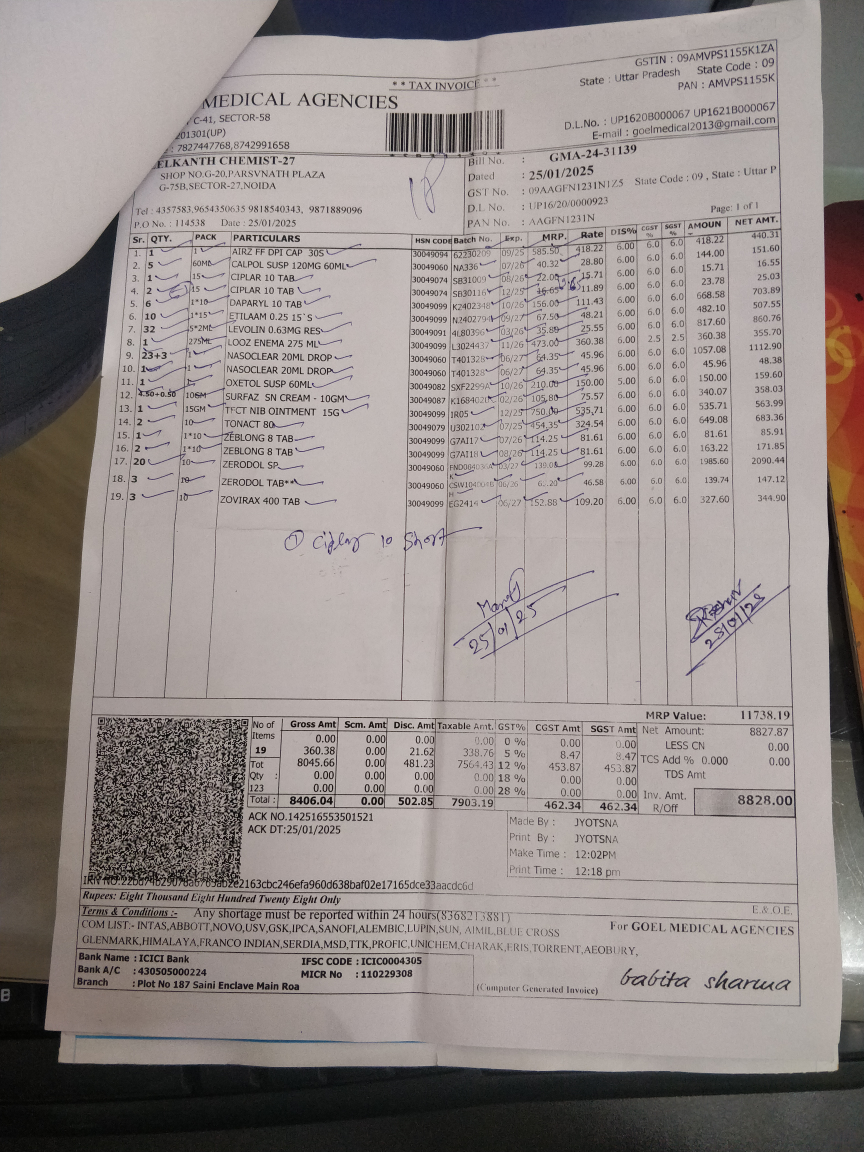 ** TAX INVOICE **
GSTIN : 09AMVPS1155K1ZA
State : Uttar Pradesh State Code : 09
PAN : AMVPS1155K
MEDICAL AGENCIES
C-41, SECTOR-58
201301(UP)
: 7827447768,8742991658
D.L.No. : UP1620B000067 UP1621B000067
E-mail : goelmedical2013@gmail.com
ELKANTH CHEMIST-27
SHOP NO.G-20,PARSVNATH PLAZA
G-75B,SECTOR-27,NOIDA
Tel : 4357583,9654350635 9818540343, 9871889096
P.O No. : 114538 Date : 25/01/2025
Bill No. : GMA-24-31139
Dated : 25/01/2025
GST No. : 09AAGFN1231N1Z5 State Code : 09 , State : Uttar P
D.L. No. : UP16/20/0000923
PAN No. : AAGFN1231N
Page: 1 of 1
Sr. QTY. PACK PARTICULARS HSN CODE Batch No. Exp. MRP. Rate DIS% CGST % SGST % AMOUN NET AMT.
1. 1 1 AIRZ FF DPI CAP 30S 30049094 62230209 09/25 585.50 418.22 6.00 6.0 6.0 418.22 440.31
2. 5 60ML CALPOL SUSP 120MG 60ML 30049060 NA336 07/26 40.32 28.80 6.00 6.0 6.0 144.00 151.60
3. 1 15 CIPLAR 10 TAB 30049074 SB31009 08/26 22.00 15.71 6.00 6.0 6.0 15.71 16.55
4. 2 15 CIPLAR 10 TAB 30049074 12/25 16.65 11.89 6.00 6.0 6.0 23.78 25.03
5. 6 1*10 DAPARYL 10 TAB 30049099 K2402348 10/26 156.00 111.43 6.00 6.0 6.0 668.58 703.89
6. 10 1*15 ETILAAM 0.25 15`S 30049099 N2402794 09/27 67.50 48.21 6.00 6.0 6.0 482.10 507.55
7. 32 5*2ML LEVOLIN 0.63MG RES 30049091 4L80396 03/26 35.80 25.55 6.00 6.0 6.0 817.60 860.76
8. 1 275ML LOOZ ENEMA 275 ML 30049099 L3024437 11/26 473.00 360.38 6.00 2.5 2.5 360.38 355.70
9. 23+3 1 NASOCLEAR 20ML DROP 30049099 T401328 06/27 64.35 45.96 6.00 6.0 6.0 1057.08 1112.90
10. 1 1 NASOCLEAR 20ML DROP 30049099 T401328 06/27 64.35 45.96 6.00 6.0 6.0 45.96 48.38
11. 1 1 OXETOL SUSP 60ML 30049082 SXF2299A 10/26 210.00 150.00 5.00 6.0 6.0 150.00 159.60
12. 4.50+0.50 10GM SURFAZ SN CREAM - 10GM 30049087 02/26 105.80 75.57 6.00 6.0 6.0 340.07 358.03
13. 1 15GM TFCT NIB OINTMENT 15G 30049099 IR05 12/25 750.00 535.71 6.00 6.0 6.0 535.71 563.99
14. 2 10 TONACT 80 30049079 07/25 454.35 324.54 6.00 6.0 6.0 649.08 683.36
15. 1 1*10 ZEBLONG 8 TAB 30049099 G7AI17 07/26 114.25 81.61 6.00 6.0 6.0 81.61 85.91
16. 2 1*10 ZEBLONG 8 TAB 30049099 G7AJ18 08/26 114.25 81.61 6.00 6.0 6.0 163.22 171.85
17. 20 10 ZERODOL SP 30049060 03/27 99.28 6.00 6.0 6.0 1985.60 2090.44
18. 3 10 ZERODOL TAB** 30049060 06/26 46.58 6.00 6.0 6.0 139.74 147.12
19. 3 10 ZOVIRAX 400 TAB 30049099 EG2414 06/27 152.88 109.20 6.00 6.0 6.0 327.60 344.90
① Ciplar 10 Short
25/01/25
25/01/25
MRP Value: 11738.19
No of Items 19 Tot Qty : 123
Gross Amt Scm. Amt Disc. Amt Taxable Amt. GST% CGST Amt SGST Amt
0.00 0.00 0.00 0.00 0 % 0.00 0.00
360.38 0.00 21.62 338.76 5 % 8.47 8.47
8045.66 0.00 481.23 7564.43 12 % 453.87 453.87
0.00 0.00 0.00 0.00 18 % 0.00 0.00
0.00 0.00 0.00 0.00 28 % 0.00 0.00
Total : 8406.04 0.00 502.85 7903.19 462.34 462.34
Net Amount: 8827.87
LESS CN 0.00
TCS Add % 0.000 0.00
TDS Amt
Inv. Amt. R/Off 8828.00
ACK NO.142516553501521
ACK DT:25/01/2025
Made By : JYOTSNA
Print By : JYOTSNA
Make Time : 12:02PM
Print Time : 12:18 pm
Rupees: Eight Thousand Eight Hundred Twenty Eight Only
E.& O.E.
Terms & Conditions :- Any shortage must be reported within 24 hours(8368213881)
COM LIST:- INTAS,ABBOTT,NOVO,USV,GSK,IPCA,SANOFI,ALEMBIC,LUPIN,SUN, AIMIL,BLUE CROSS
GLENMARK,HIMALAYA,FRANCO INDIAN,SERDIA,MSD,TTK,PROFIC,UNICHEM,CHARAK,ERIS,TORRENT,AEOBURY,
For GOEL MEDICAL AGENCIES
Bank Name : ICICI Bank IFSC CODE : ICIC0004305
Bank A/C : 430505000224 MICR No : 110229308
Branch : Plot No 187 Saini Enclave Main Roa
(Computer Generated Invoice)
babita sharma